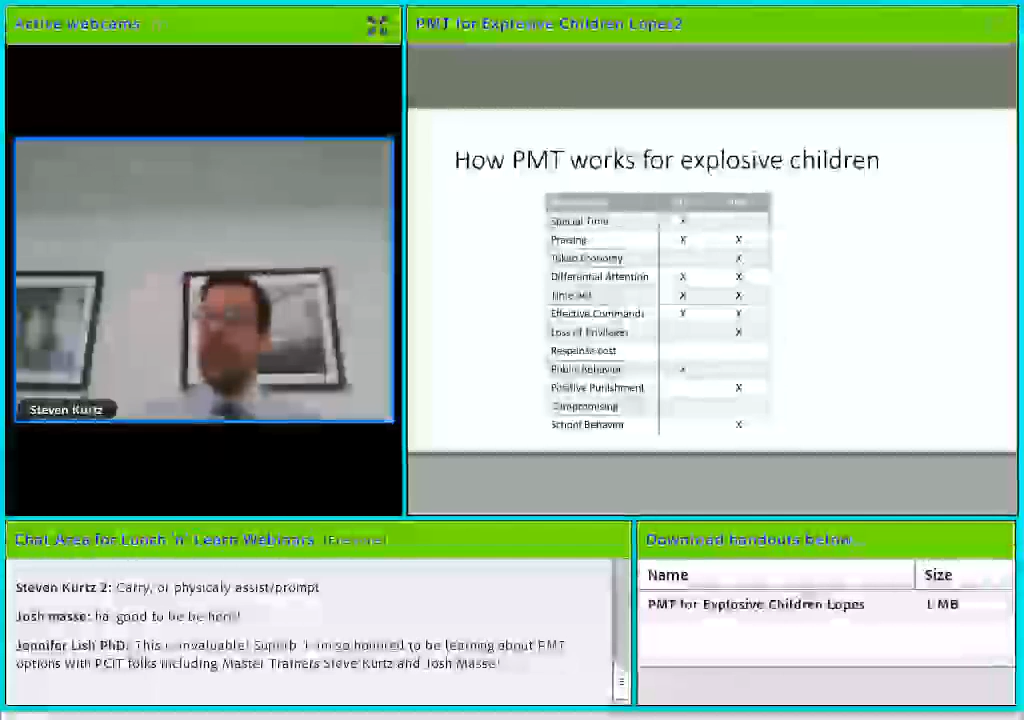 Active Webcams
PMT for Explosive Children Lopes2
How PMT works for explosive children
Special Time X
Praising X X
Token Economy X
Differential Attention X X
Time out X X
Effective Commands X X
Loss of Privileges X
Response cost
Public Behavior x
Positive Punishment X
Compromising
School Behavior X
Steven Kurtz
Chat Area for Lunch 'n' Learn Webinars (Everyone)
Steven Kurtz 2: Carry, or physicaly assist/prompt
Josh masse: ha good to be be here!
Jennifer Lish PhD: This invaluable! Superb I am so honored to be learning about PMT
options with PCIT folks including Master Trainers Steve Kurtz and Josh Masse!
Download handouts below...
Name Size
PMT for Explosive Children Lopes 1 MB